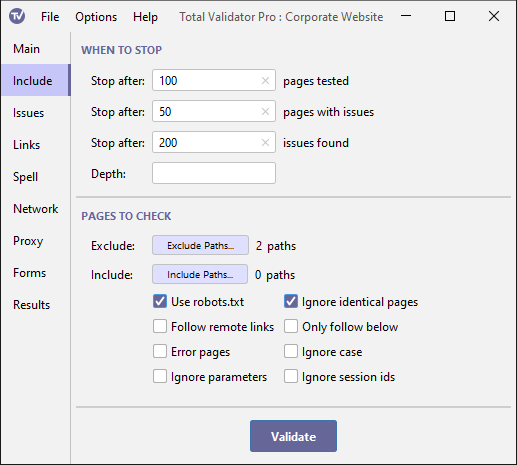 TV File Options Help Total Validator Pro : Corporate Website
Main
Include
Issues
Links
Spell
Network
Proxy
Forms
Results
WHEN TO STOP
Stop after: 100 pages tested
Stop after: 50 pages with issues
Stop after: 200 issues found
Depth:
PAGES TO CHECK
Exclude: Exclude Paths... 2 paths
Include: Include Paths... 0 paths
Use robots.txt Ignore identical pages
Follow remote links Only follow below
Error pages Ignore case
Ignore parameters Ignore session ids
Validate